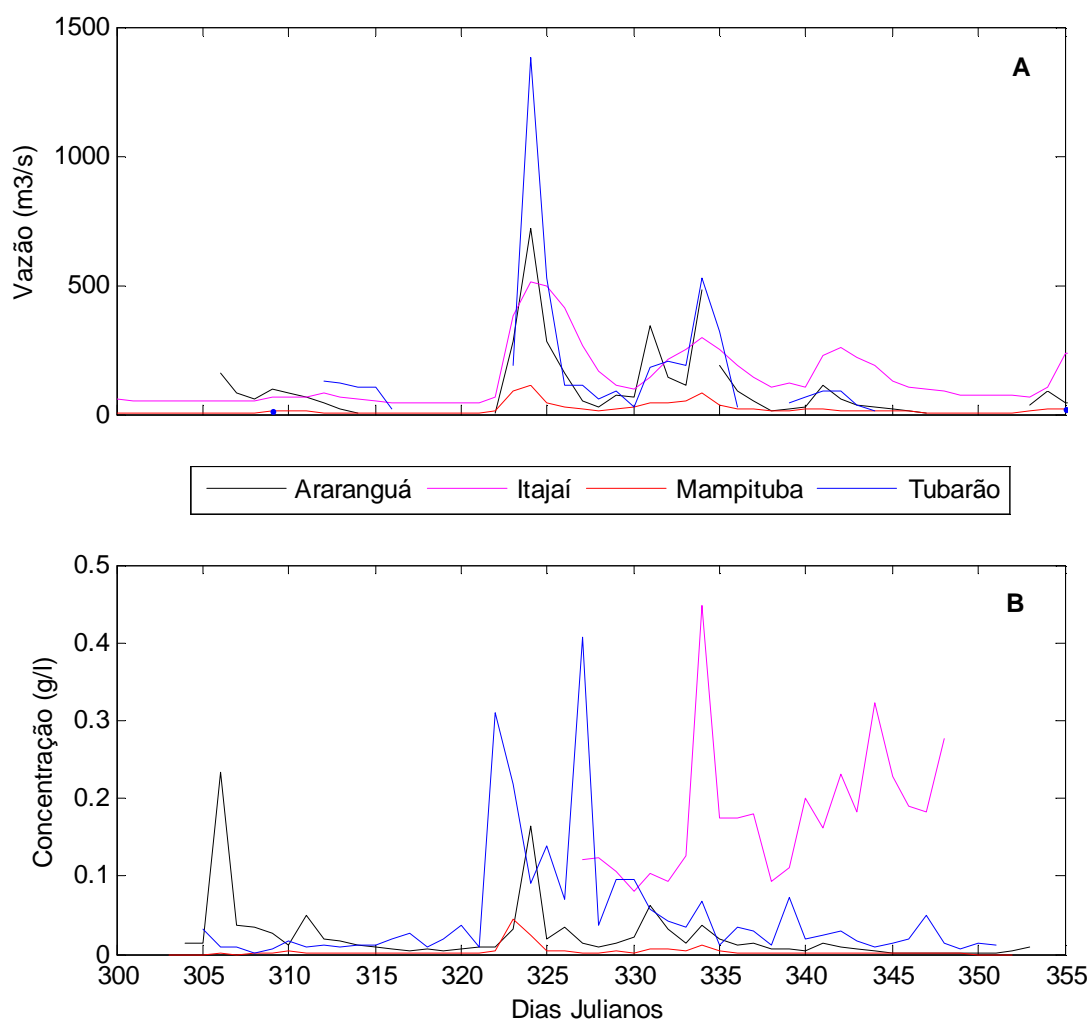 1500
A
1000
Vazão (m3/s)
500
0
Araranguá Itajaí Mampituba Tubarão
0.5
B
0.4
0.3
Concentração (g/l)
0.2
0.1
0
300 305 310 315 320 325 330 335 340 345 350 355
Dias Julianos